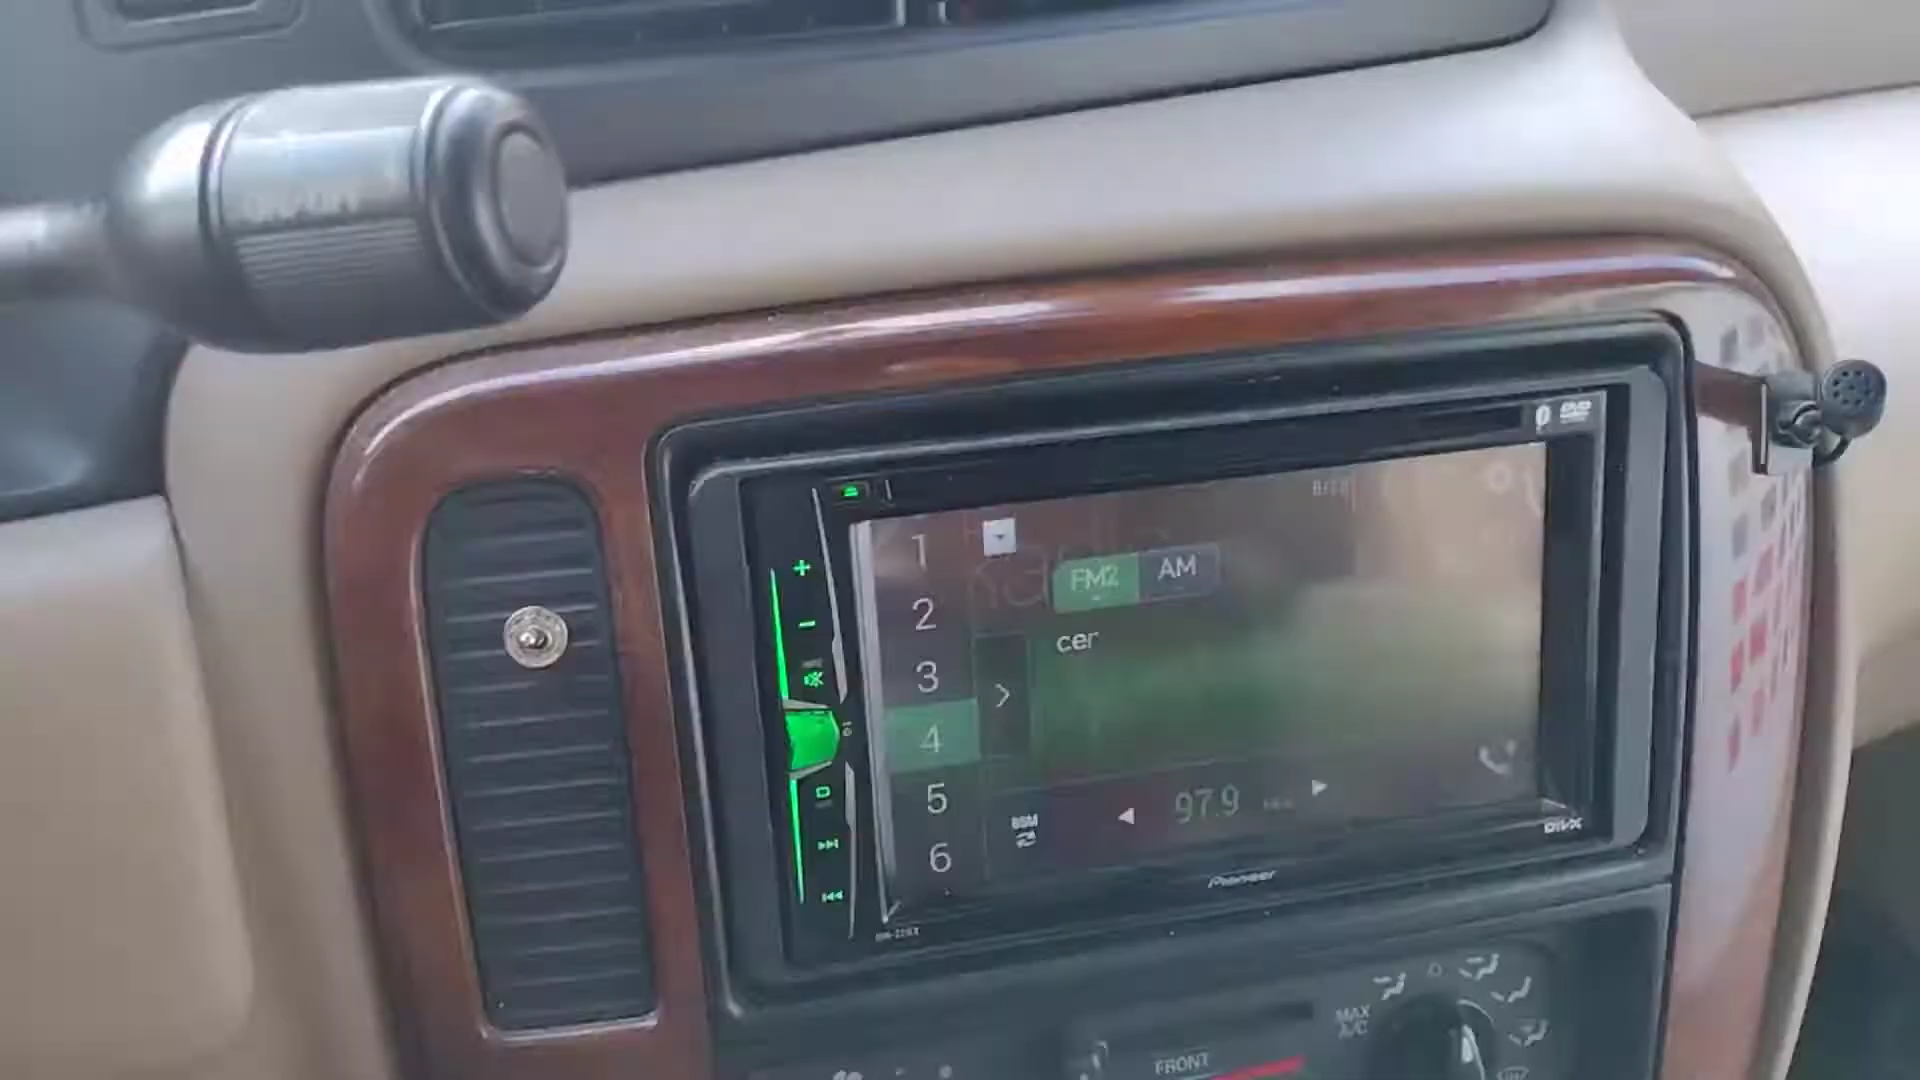 1
2
3
4
5
6
FM2 AM
cer
BSM
97.9
Pioneer
DVD
DIVX
MAX
A/C
FRONT